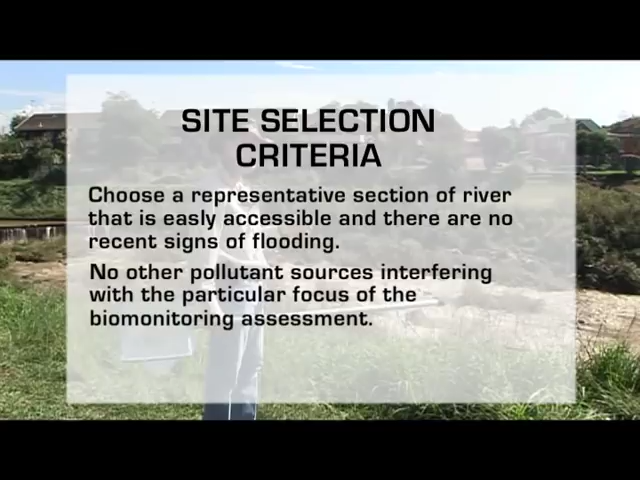 SITE SELECTION
CRITERIA
Choose a representative section of river
that is easly accessible and there are no
recent signs of flooding.
No other pollutant sources interfering
with the particular focus of the
biomonitoring assessment.